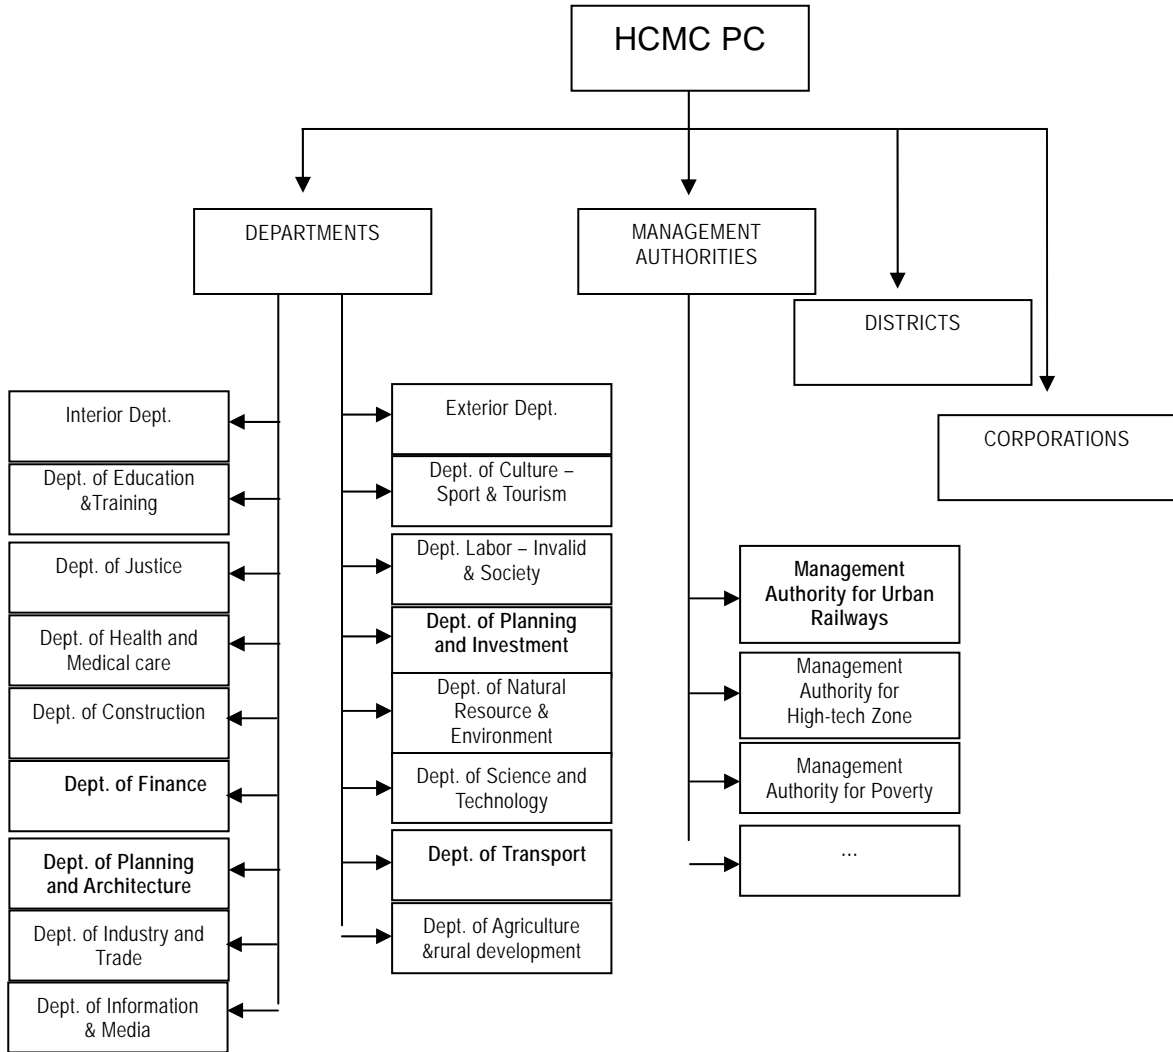 HCMC PC
DEPARTMENTS
MANAGEMENT
AUTHORITIES
DISTRICTS
CORPORATIONS
Interior Dept.
Dept. of Education
&Training
Dept. of Justice
Dept. of Health and
Medical care
Dept. of Construction
Dept. of Finance
Dept. of Planning
and Architecture
Dept. of Industry and
Trade
Dept. of Information
& Media
Exterior Dept.
Dept. of Culture –
Sport & Tourism
Dept. Labor – Invalid
& Society
Dept. of Planning
and Investment
Dept. of Natural
Resource &
Environment
Dept. of Science and
Technology
Dept. of Transport
Dept. of Agriculture
&rural development
Management
Authority for Urban
Railways
Management
Authority for
High-tech Zone
Management
Authority for Poverty
...